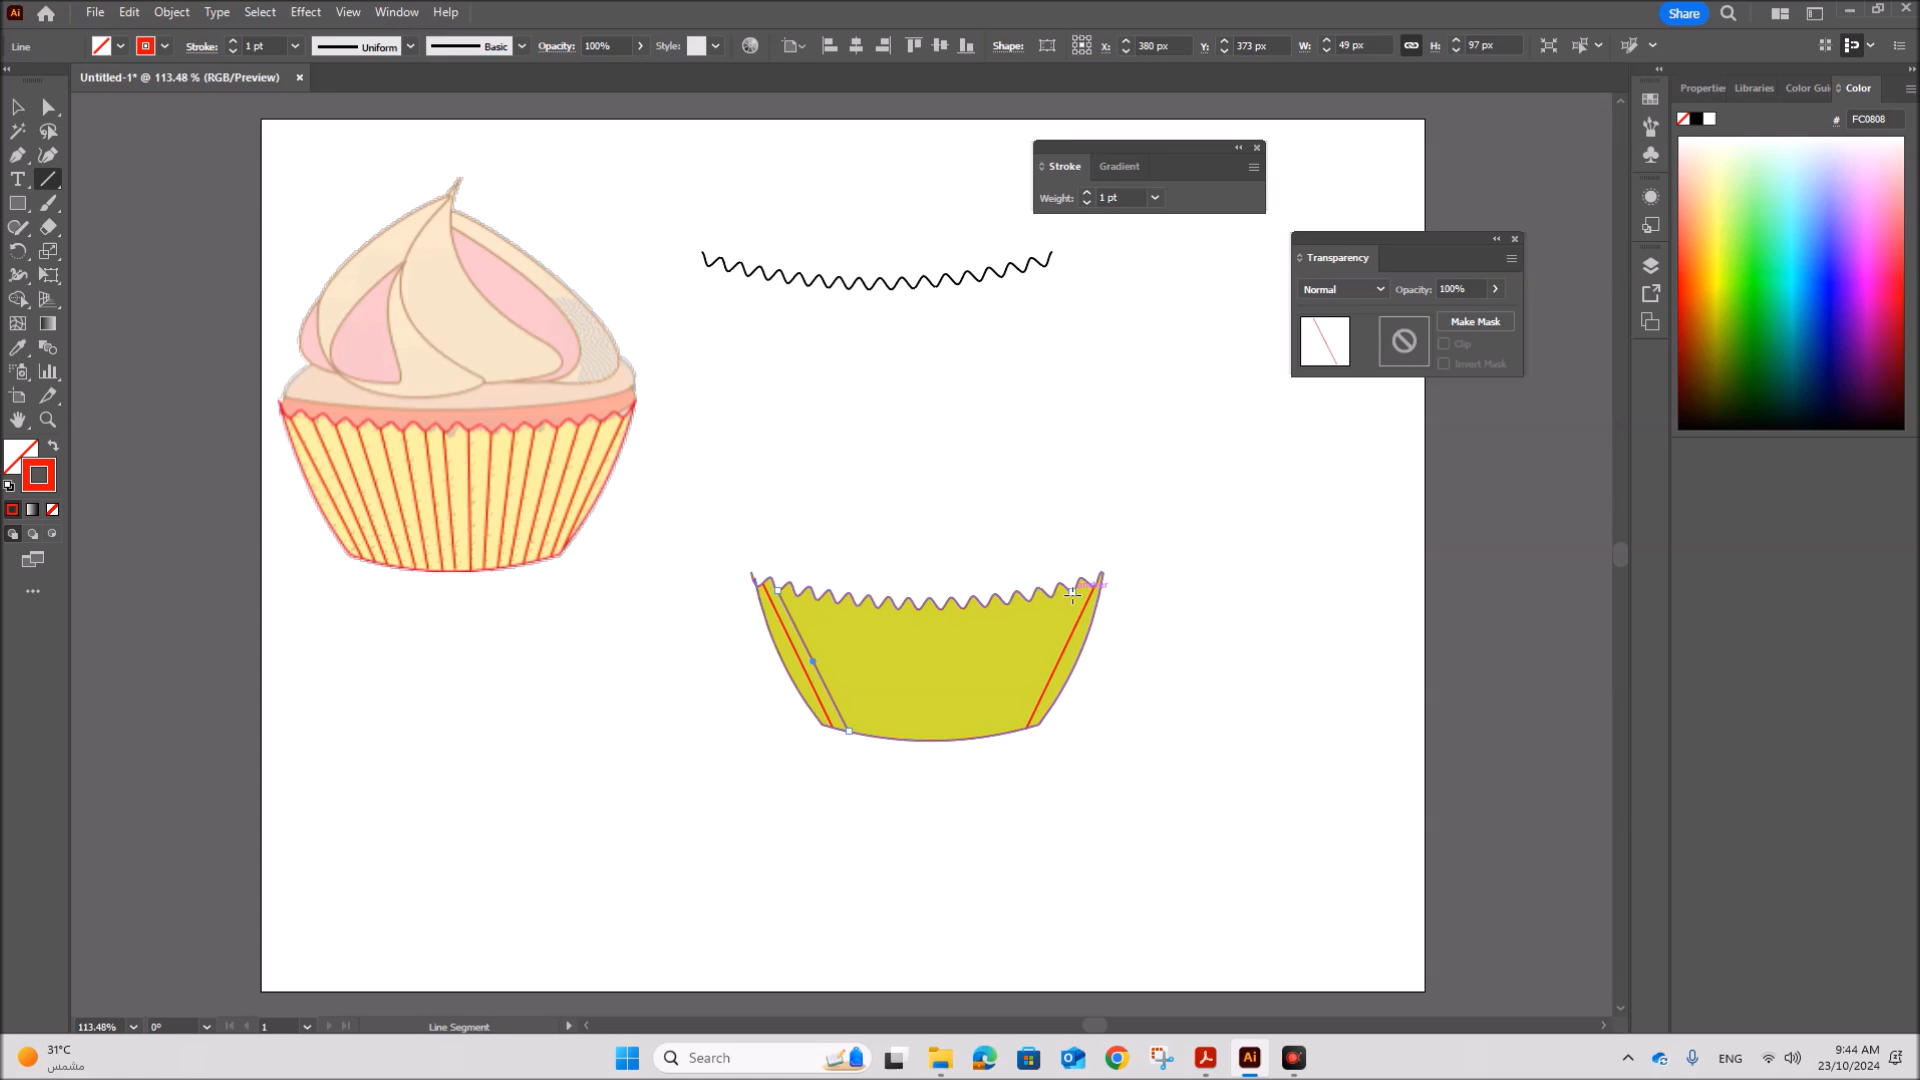 Ai File Edit Object Type Select Effect View Window Help Share
Line Stroke: 1 pt Uniform Basic Opacity: 100% Style: Shape: X: 380 px Y: 373 px W: 49 px H: 97 px
Untitled-1* @ 113.48 % (RGB/Preview) ×
Properties Libraries Color Gui Color
# FC0808
Stroke Gradient
Weight: 1 pt
Transparency
Normal Opacity: 100%
Make Mask
Clip
Invert Mask
113.48% 0° 1 Line Segment
31°C
مشمس
Search
Ai
ENG
9:44 AM
23/10/2024